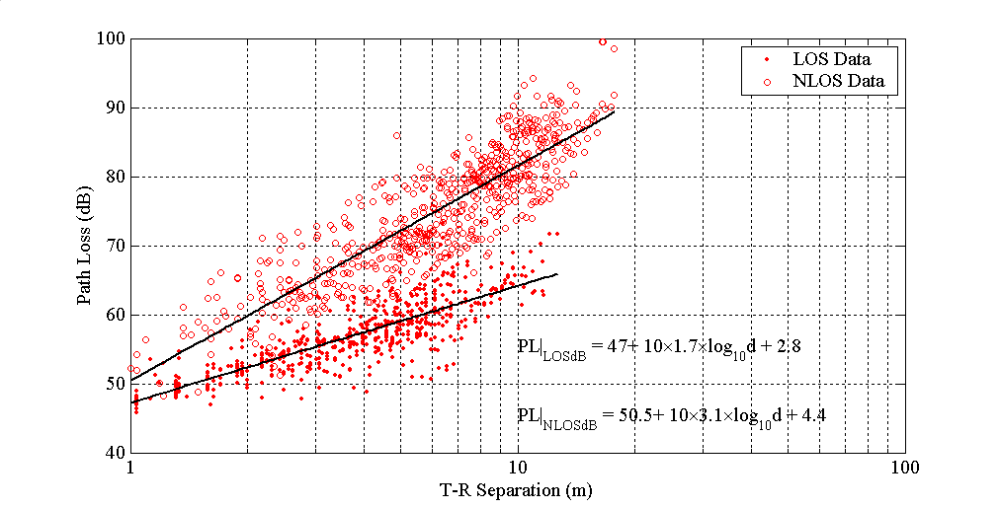 100
90
80
70
60
50
40
1
10
100
Path Loss (dB)
T-R Separation (m)
LOS Data
NLOS Data
PL|LOSdB = 47+ 10×1.7×log10d + 2.8
PL|NLOSdB = 50.5+ 10×3.1×log10d + 4.4